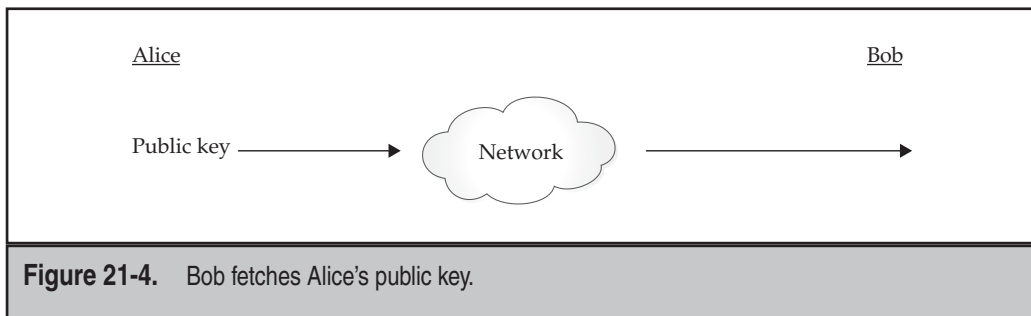 Alice
Bob
Public key
Network
Figure 21-4. Bob fetches Alice's public key.